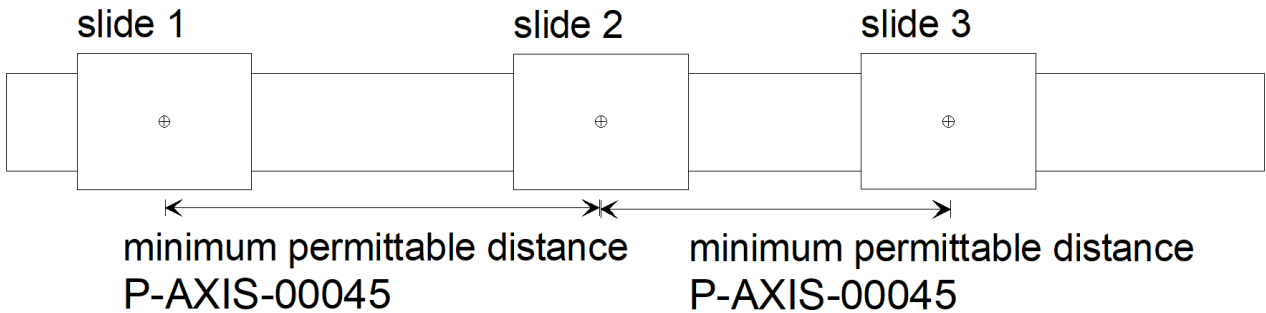 slide 1
slide 2
slide 3
minimum permittable distance
P-AXIS-00045
minimum permittable distance
P-AXIS-00045